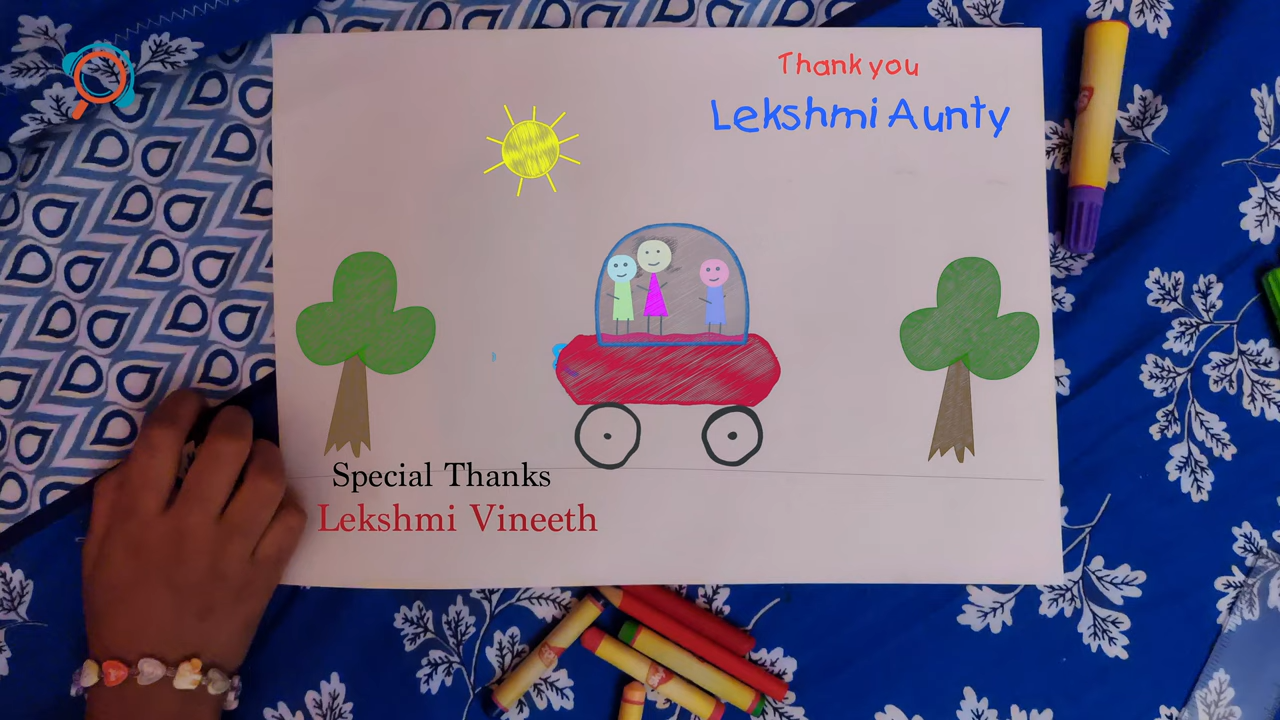 Thank you
Lekshmi Aunty
Special Thanks
Lekshmi Vineeth